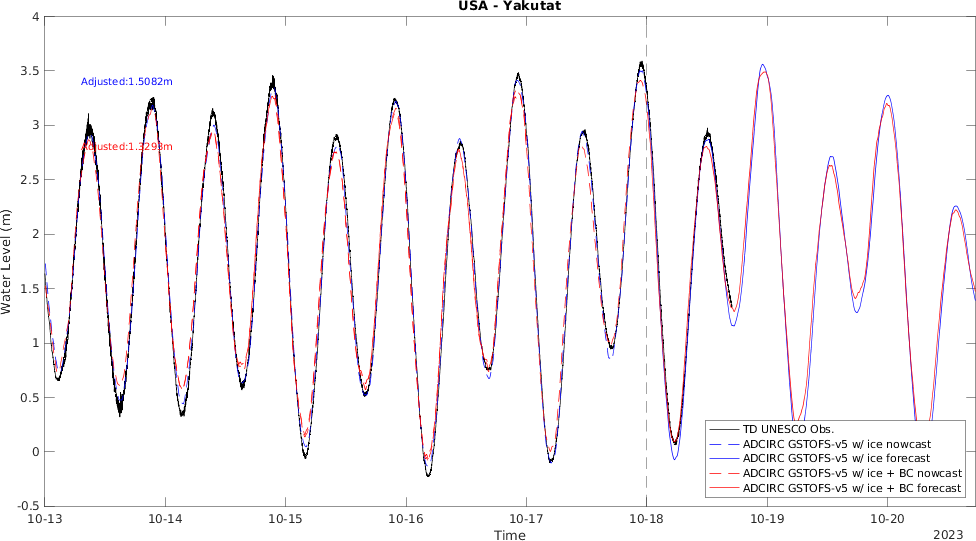 USA - Yakutat
4
3.5
3
2.5
2
1.5
1
0.5
0
-0.5
Water Level (m)
Adjusted:1.5082m
Adjusted:1.3293m
TD UNESCO Obs.
ADCIRC GSTOFS-v5 w/ ice nowcast
ADCIRC GSTOFS-v5 w/ ice forecast
ADCIRC GSTOFS-v5 w/ ice + BC nowcast
ADCIRC GSTOFS-v5 w/ ice + BC forecast
10-13 10-14 10-15 10-16 10-17 10-18 10-19 10-20
Time
2023